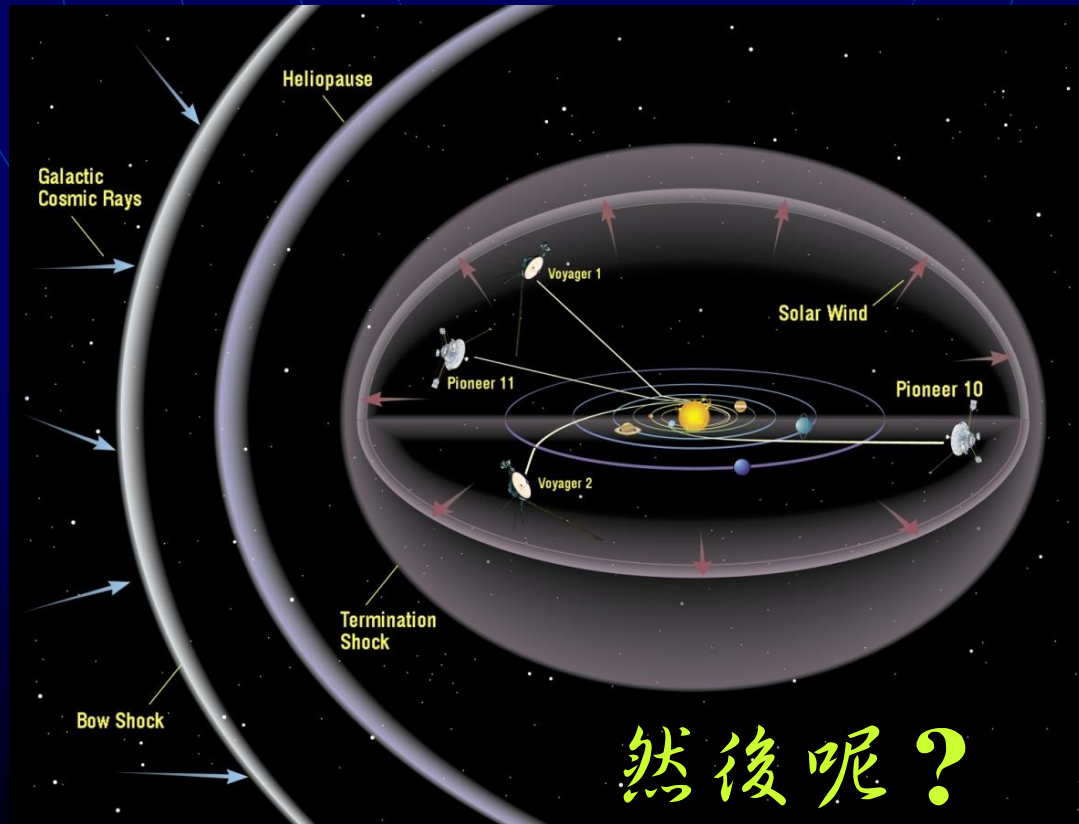 Heliopause
Galactic
Cosmic Rays
Voyager 1
Solar Wind
Pioneer 11
Pioneer 10
Voyager 2
Termination
Shock
Bow Shock
然後呢？